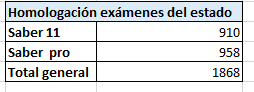 Homologación exámenes del estado
Saber 11 910
Saber pro 958
Total general 1868